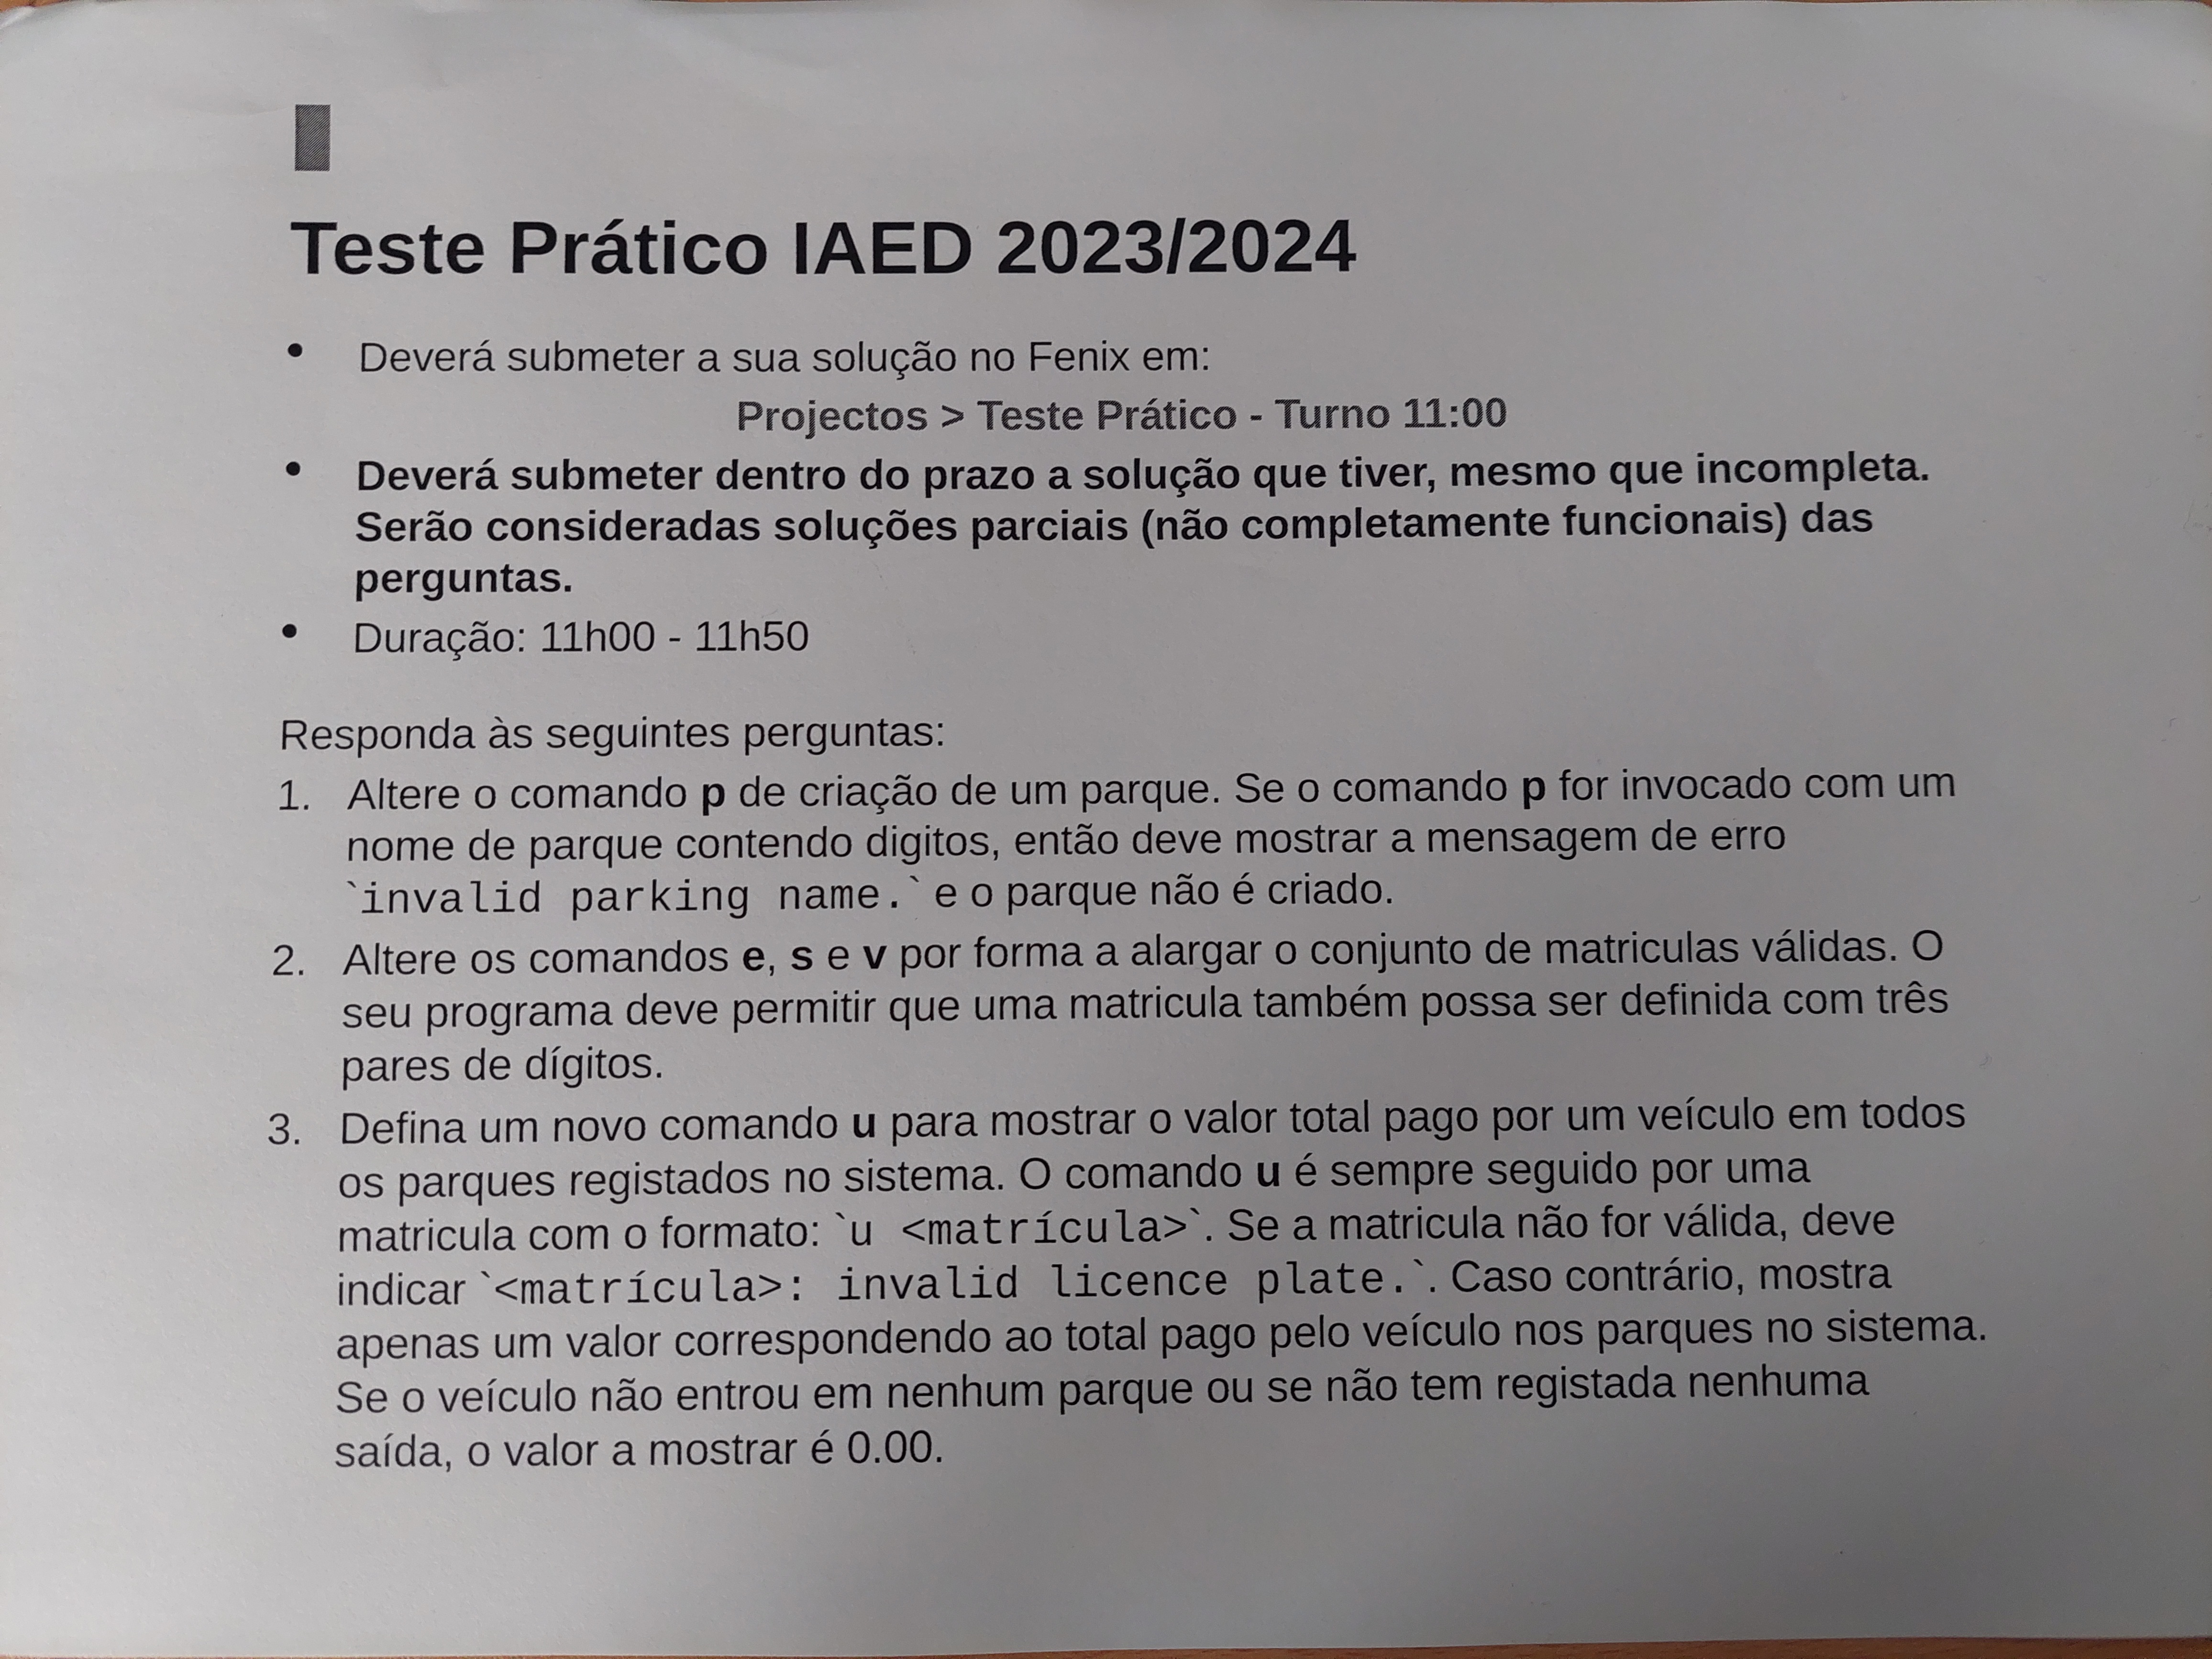 Teste Prático IAED 2023/2024
• Deverá submeter a sua solução no Fenix em:
Projectos > Teste Prático - Turno 11:00
• Deverá submeter dentro do prazo a solução que tiver, mesmo que incompleta.
Serão consideradas soluções parciais (não completamente funcionais) das
perguntas.
• Duração: 11h00 - 11h50
Responda às seguintes perguntas:
1. Altere o comando p de criação de um parque. Se o comando p for invocado com um
nome de parque contendo digitos, então deve mostrar a mensagem de erro
`invalid parking name.` e o parque não é criado.
2. Altere os comandos e, s e v por forma a alargar o conjunto de matriculas válidas. O
seu programa deve permitir que uma matricula também possa ser definida com três
pares de dígitos.
3. Defina um novo comando u para mostrar o valor total pago por um veículo em todos
os parques registados no sistema. O comando u é sempre seguido por uma
matricula com o formato: `u <matrícula>`. Se a matricula não for válida, deve
indicar `<matrícula>: invalid licence plate.`. Caso contrário, mostra
apenas um valor correspondendo ao total pago pelo veículo nos parques no sistema.
Se o veículo não entrou em nenhum parque ou se não tem registada nenhuma
saída, o valor a mostrar é 0.00.